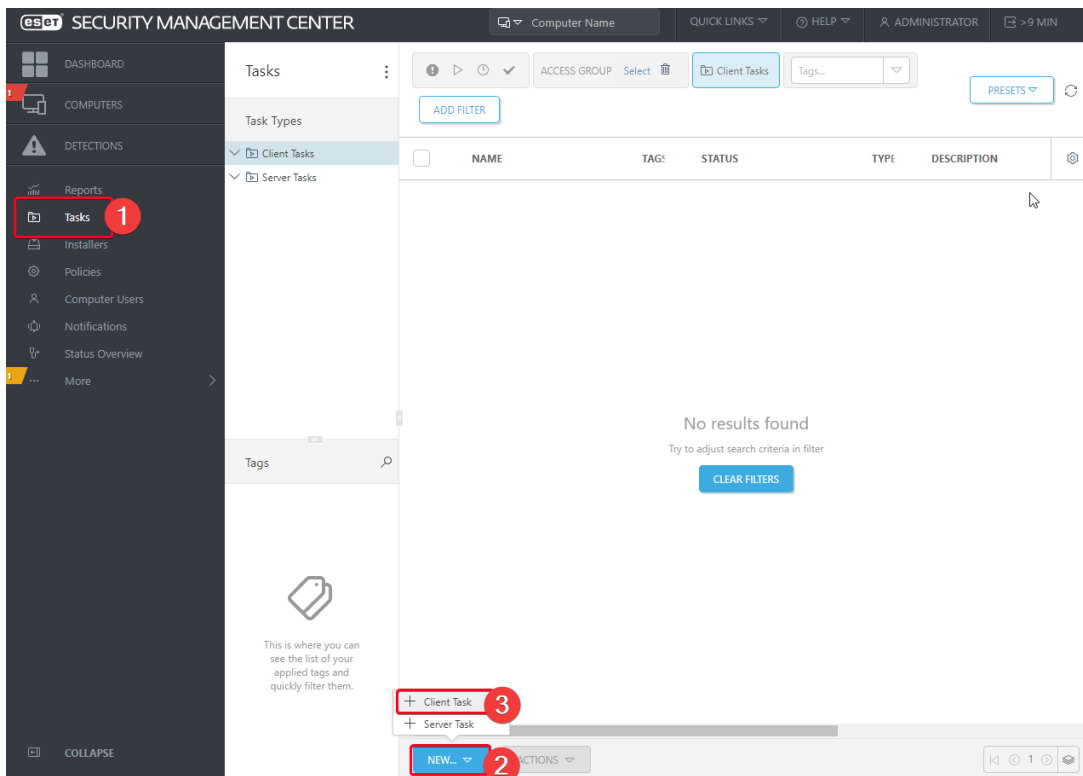 eset SECURITY MANAGEMENT CENTER
Computer Name
QUICK LINKS
HELP
ADMINISTRATOR
>9 MIN
DASHBOARD
1
COMPUTERS
DETECTIONS
Reports
Tasks
1
Installers
Policies
Computer Users
Notifications
Status Overview
1
More
COLLAPSE
Tasks
Task Types
Client Tasks
Server Tasks
Tags
This is where you can
see the list of your
applied tags and
quickly filter them.
ACCESS GROUP Select
Client Tasks
Tags...
PRESETS
ADD FILTER
NAME TAGS STATUS TYPE DESCRIPTION
No results found
Try to adjust search criteria in filter
CLEAR FILTERS
Client Task
3
Server Task
NEW...
2
ACTIONS
1